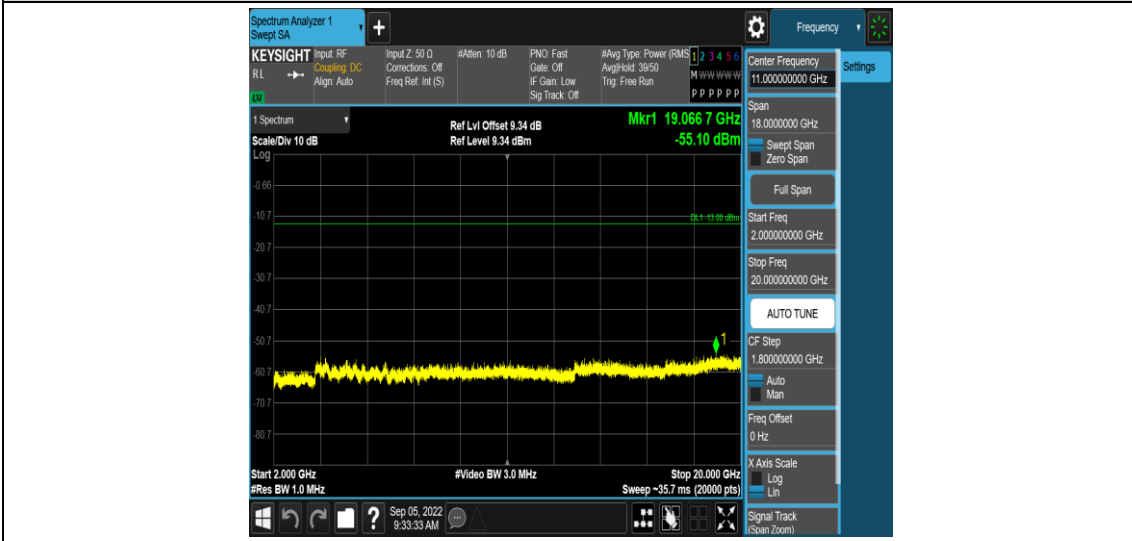 Spectrum Analyzer 1
Swept SA
+
Frequency
KEYSIGHT
RL
Input: RF
Coupling: DC
Align: Auto
Input Z: 50 Ω
Corrections: Off
Freq Ref: Int (S)
#Atten: 10 dB
PNO: Fast
Gate: Off
IF Gain: Low
Sig Track: Off
#Avg Type: Power (RMS
Avg|Hold: 39/50
Trig: Free Run
1 2 3 4 5 6
M W W W W W
P P P P P P
1 Spectrum
Scale/Div 10 dB
Log
Ref Lvl Offset 9.34 dB
Ref Level 9.34 dBm
Mkr1 19.066 7 GHz
-55.10 dBm
-0.66
-10.7
DL1 -13.00 dBm
-20.7
-30.7
-40.7
-50.7
1
-60.7
-70.7
-80.7
Start 2.000 GHz
#Res BW 1.0 MHz
#Video BW 3.0 MHz
Stop 20.000 GHz
Sweep ~35.7 ms (20000 pts)
?
Sep 05, 2022
9:33:33 AM
Center Frequency
11.000000000 GHz
Settings
Span
18.0000000 GHz
Swept Span
Zero Span
Full Span
Start Freq
2.000000000 GHz
Stop Freq
20.000000000 GHz
AUTO TUNE
CF Step
1.800000000 GHz
Auto
Man
Freq Offset
0 Hz
X Axis Scale
Log
Lin
Signal Track
(Span Zoom)